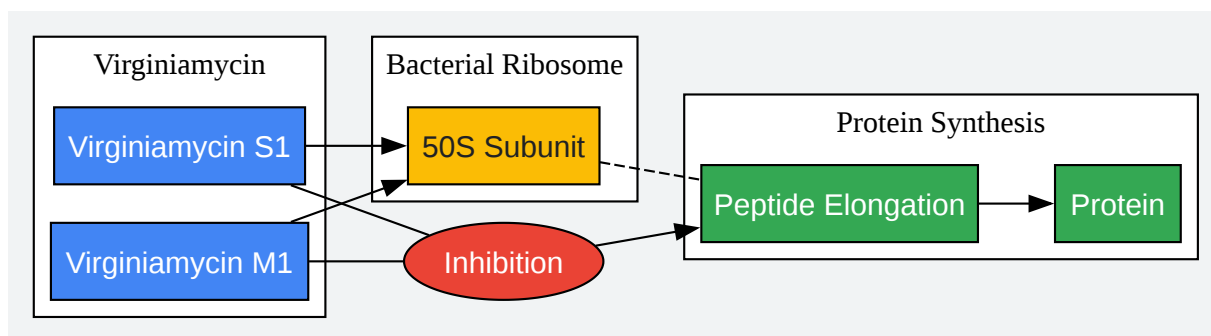 Virginiamycin
Virginiamycin S1
Virginiamycin M1
Bacterial Ribosome
50S Subunit
Inhibition
Protein Synthesis
Peptide Elongation
Protein